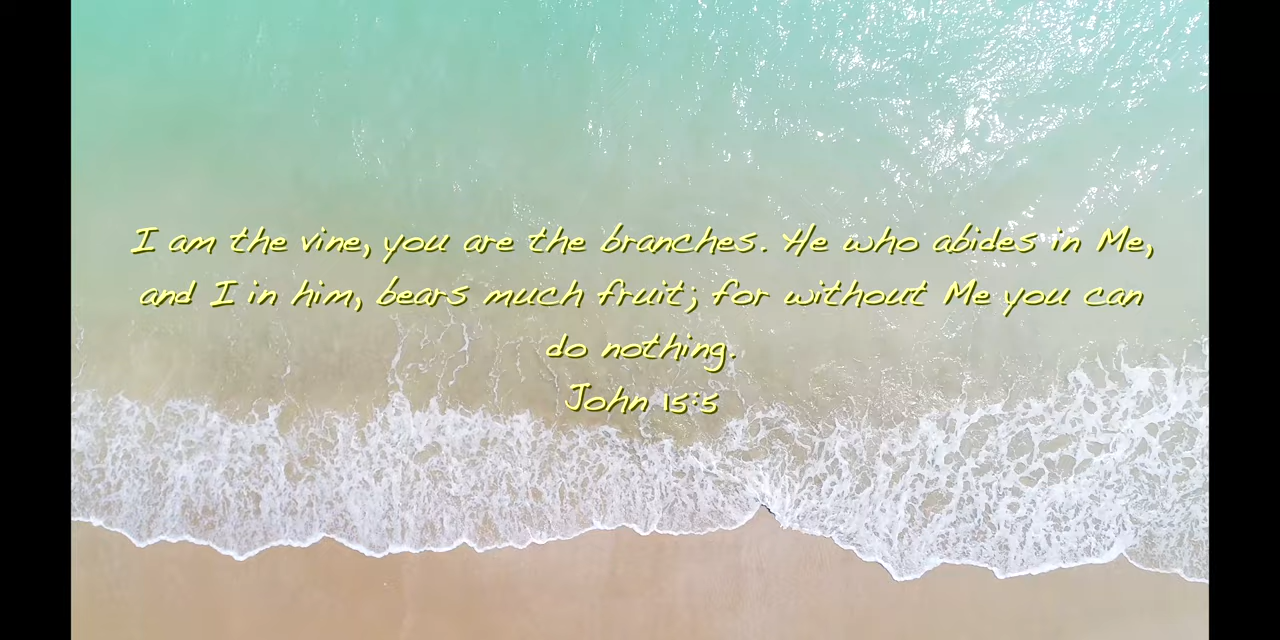 I am the vine, you are the branches. He who abides in Me,
and I in him, bears much fruit; for without Me you can
do nothing.
John 15:5